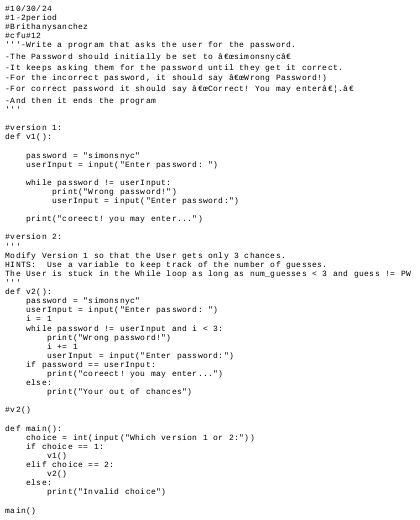 #10/30/24
#1-2period
#Brithanysanchez
#cfu#12
'''-Write a program that asks the user for the password.
-The Password should initially be set to â€œsimonsnycâ€
-It keeps asking them for the password until they get it correct.
-For the incorrect password, it should say â€œWrong Password!)
-For correct password it should say â€œCorrect! You may enterâ€¦.â€
-And then it ends the program
'''

#version 1:
def v1():

    password = "simonsnyc"
    userInput = input("Enter password: ")

    while password != userInput:
         print("Wrong password!")
         userInput = input("Enter password:")

    print("coreect! you may enter...")

#version 2:
'''
Modify Version 1 so that the User gets only 3 chances.
HINTS:  Use a variable to keep track of the number of guesses.
The User is stuck in the While loop as long as num_guesses < 3 and guess != PW
'''
def v2():
    password = "simonsnyc"
    userInput = input("Enter password: ")
    i = 1
    while password != userInput and i < 3:
        print("Wrong password!")
        i += 1
        userInput = input("Enter password:")
    if password == userInput:
        print("coreect! you may enter...")
    else:
        print("Your out of chances")

#v2()

def main():
    choice = int(input("Which version 1 or 2:"))
    if choice == 1:
        v1()
    elif choice == 2:
        v2()
    else:
        print("Invalid choice")

main()